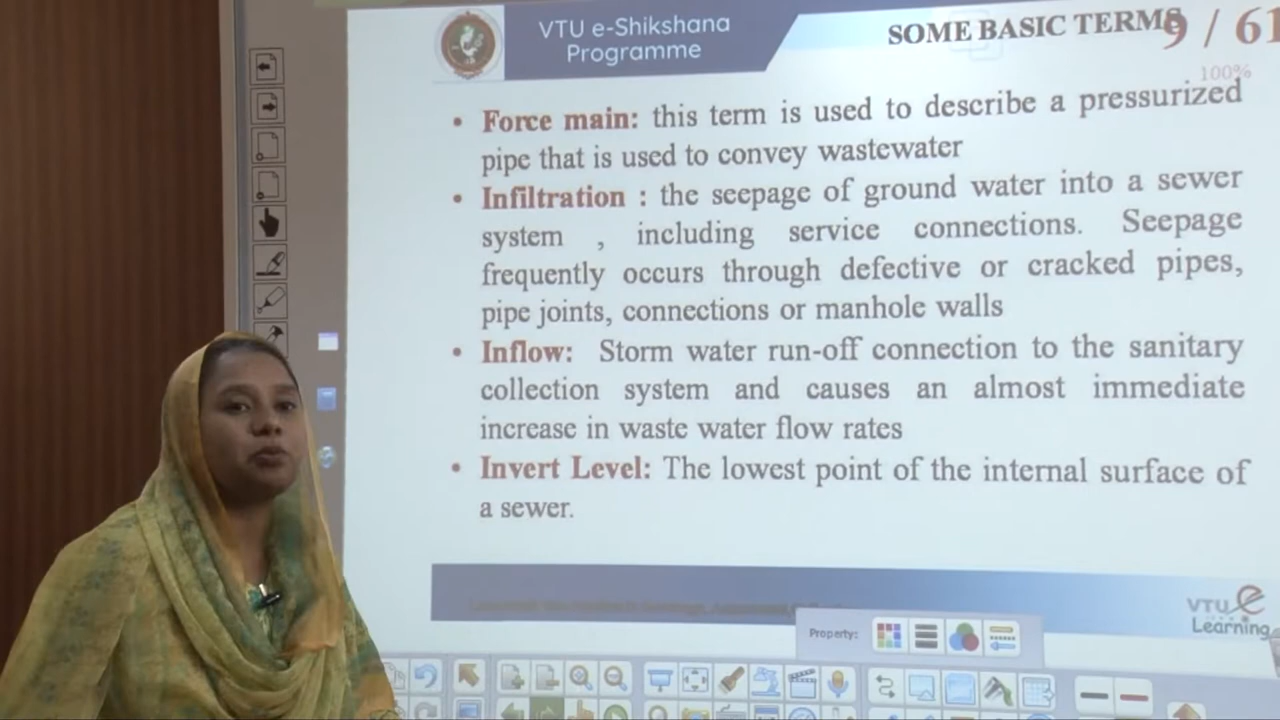 VTU e-Shikshana
Programme
SOME BASIC TERMS
9 / 61
100%
• Force main: this term is used to describe a pressurized
pipe that is used to convey wastewater
• Infiltration : the seepage of ground water into a sewer
system , including service connections. Seepage
frequently occurs through defective or cracked pipes,
pipe joints, connections or manhole walls
• Inflow: Storm water run-off connection to the sanitary
collection system and causes an almost immediate
increase in waste water flow rates
• Invert Level: The lowest point of the internal surface of
a sewer.
VTU e
Learning
Property: